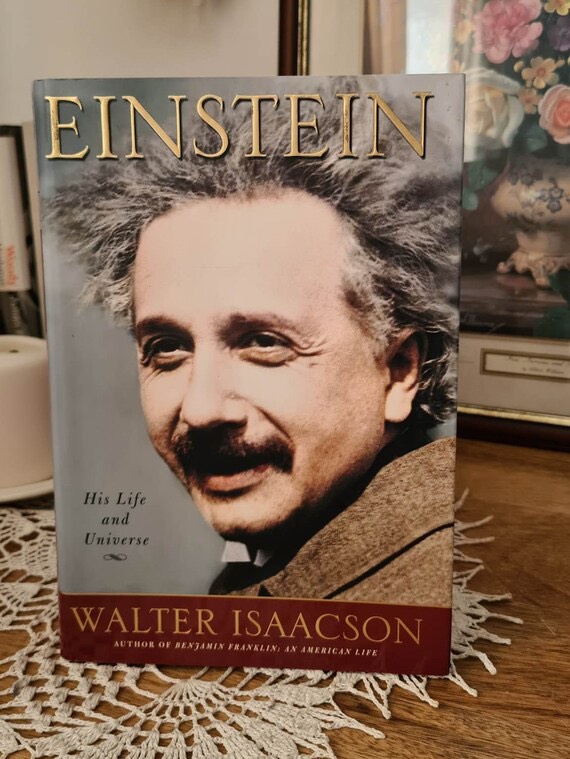 EINSTEIN
His Life
and
Universe
WALTER ISAACSON
AUTHOR OF BENJAMIN FRANKLIN: AN AMERICAN LIFE